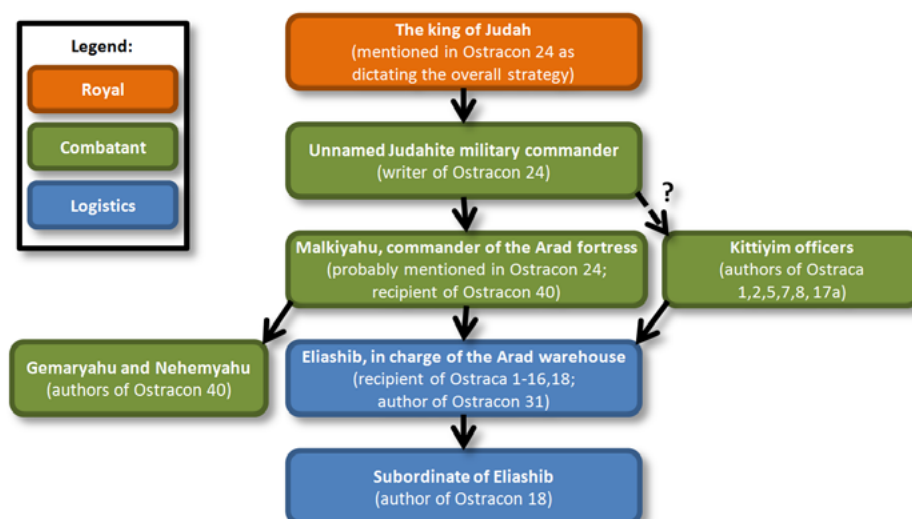 Legend:
Royal
Combatant
Logistics
The king of Judah
(mentioned in Ostracon 24 as
dictating the overall strategy)
Unnamed Judahite military commander
(writer of Ostracon 24)
?
Malkiyahu, commander of the Arad fortress
(probably mentioned in Ostracon 24;
recipient of Ostracon 40)
Kittiyim officers
(authors of Ostraca
1,2,5,7,8, 17a)
Gemaryahu and Nehemyahu
(authors of Ostracon 40)
Eliashib, in charge of the Arad warehouse
(recipient of Ostraca 1-16,18;
author of Ostracon 31)
Subordinate of Eliashib
(author of Ostracon 18)